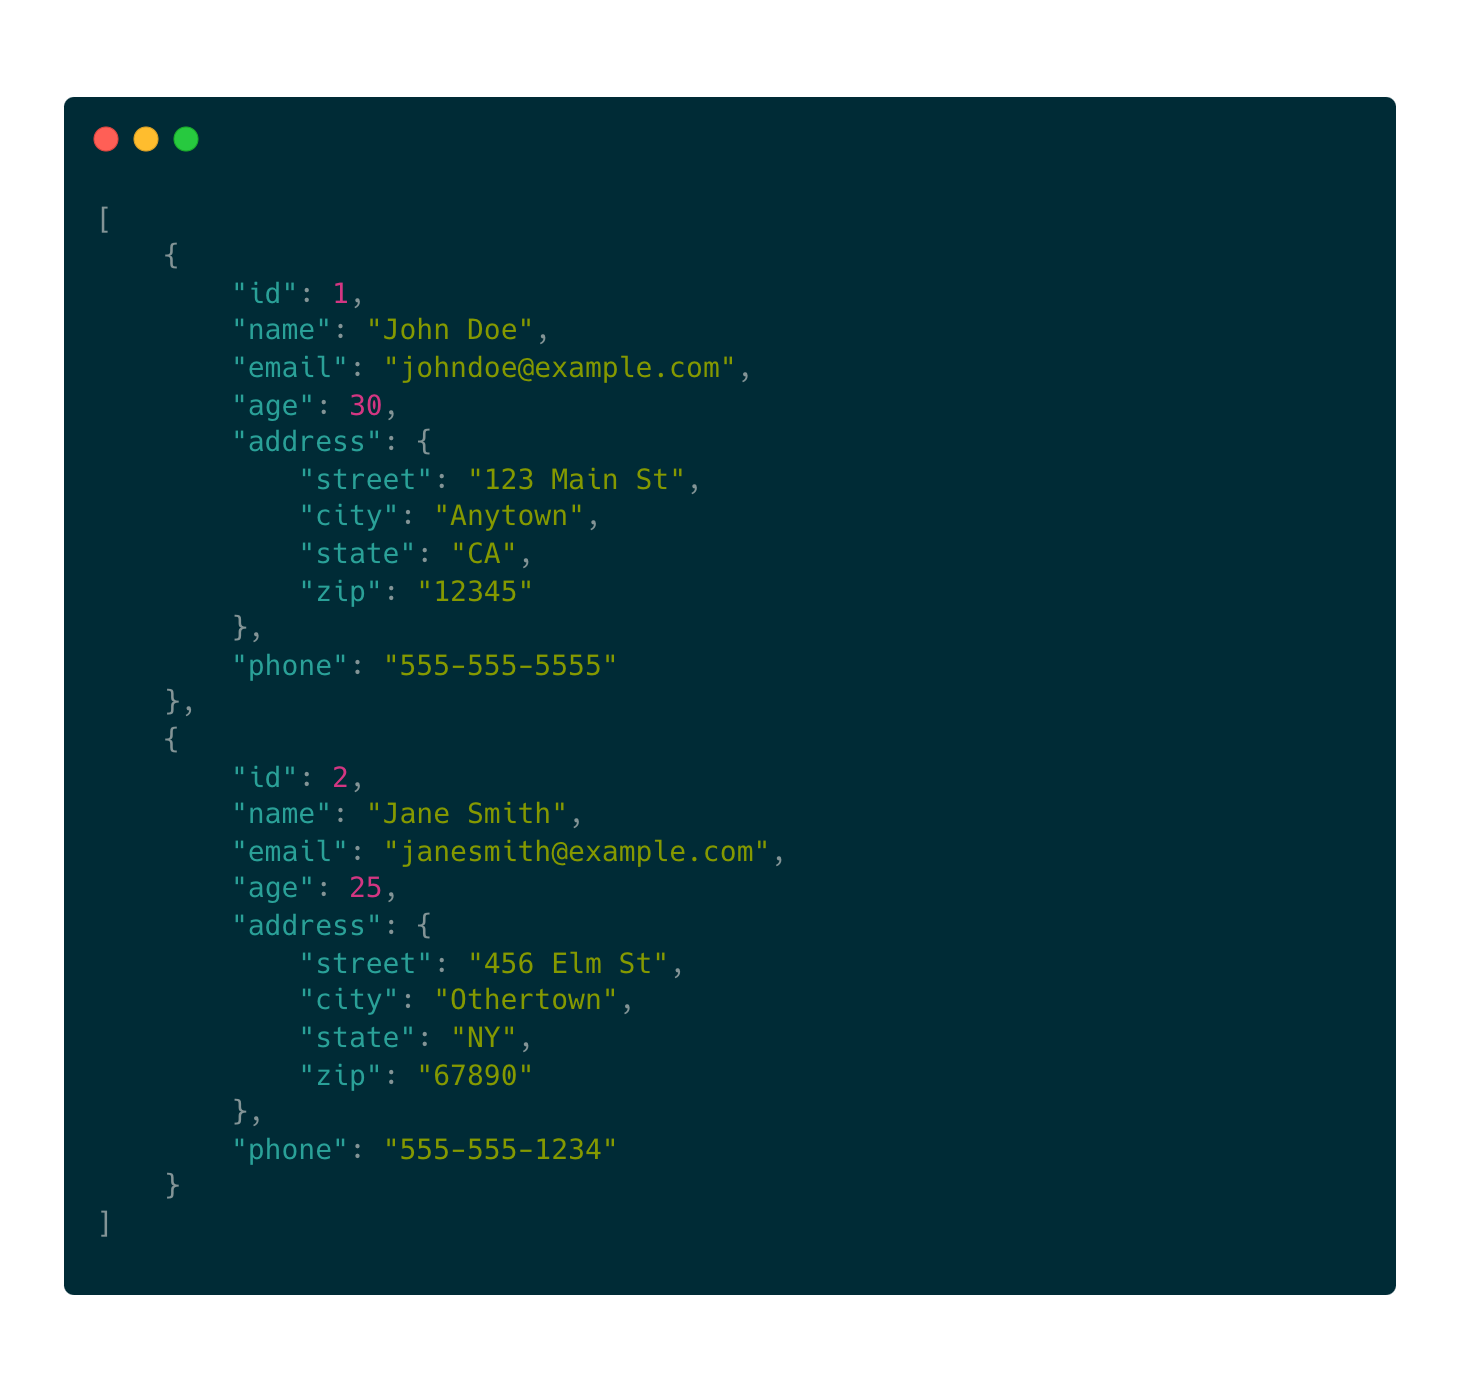 [
    {
        "id": 1,
        "name": "John Doe",
        "email": "johndoe@example.com",
        "age": 30,
        "address": {
            "street": "123 Main St",
            "city": "Anytown",
            "state": "CA",
            "zip": "12345"
        },
        "phone": "555-555-5555"
    },
    {
        "id": 2,
        "name": "Jane Smith",
        "email": "janesmith@example.com",
        "age": 25,
        "address": {
            "street": "456 Elm St",
            "city": "Othertown",
            "state": "NY",
            "zip": "67890"
        },
        "phone": "555-555-1234"
    }
]